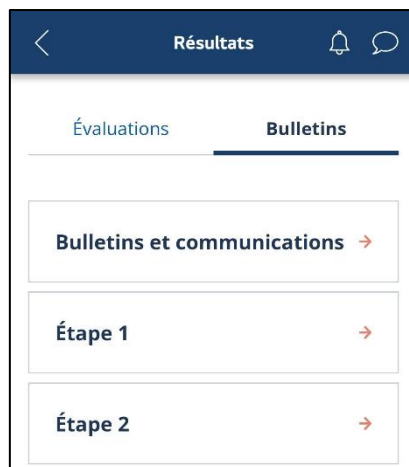 Résultats
Évaluations Bulletins
Bulletins et communications
Étape 1
Étape 2